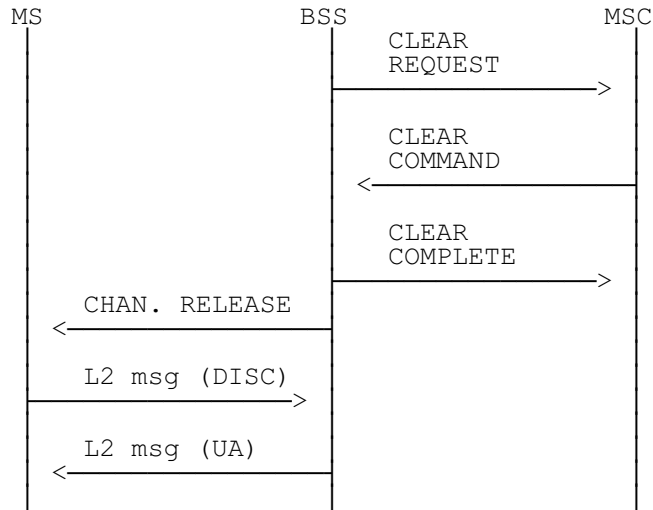 MS BSS MSC
CLEAR
REQUEST
CLEAR
COMMAND
CLEAR
COMPLETE
CHAN. RELEASE
L2 msg (DISC)
L2 msg (UA)